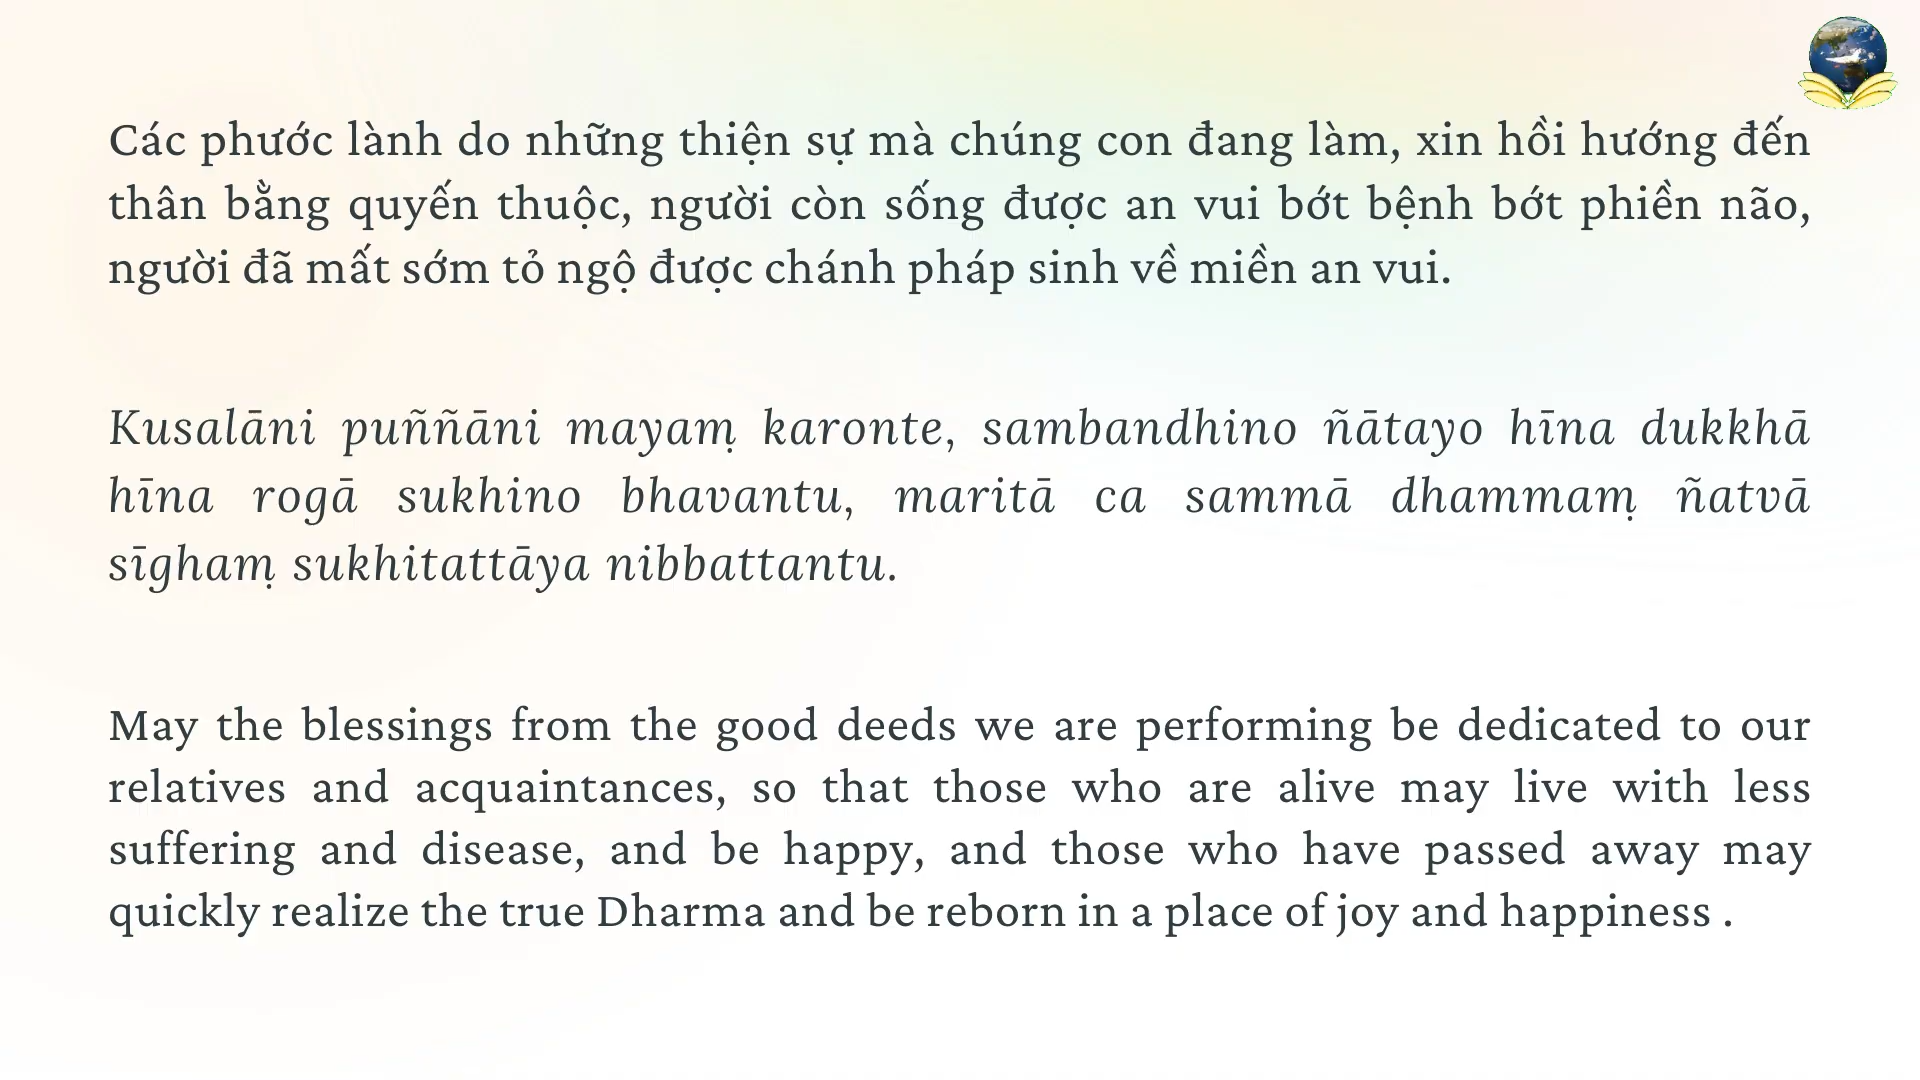 Các phước lành do những thiện sự mà chúng con đang làm, xin hồi hướng đến
thân bằng quyến thuộc, người còn sống được an vui bớt bệnh bớt phiền não,
người đã mất sớm tỏ ngộ được chánh pháp sinh về miền an vui.
Kusalāni puññāni mayaṃ karonte, sambandhino ñātayo hīna dukkhā
hīna rogā sukhino bhavantu, maritā ca sammā dhammaṃ ñatvā
sīghaṃ sukhitattāya nibbattantu.
May the blessings from the good deeds we are performing be dedicated to our
relatives and acquaintances, so that those who are alive may live with less
suffering and disease, and be happy, and those who have passed away may
quickly realize the true Dharma and be reborn in a place of joy and happiness .